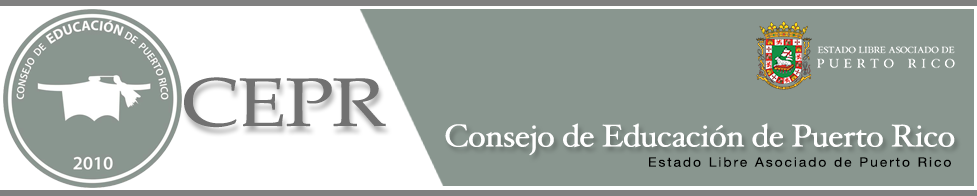 CONSEJO DE EDUCACIÓN DE PUERTO RICO
2010
CEPR
ESTADO LIBRE ASOCIADO DE
PUERTO RICO
Consejo de Educación de Puerto Rico
Estado Libre Asociado de Puerto Rico